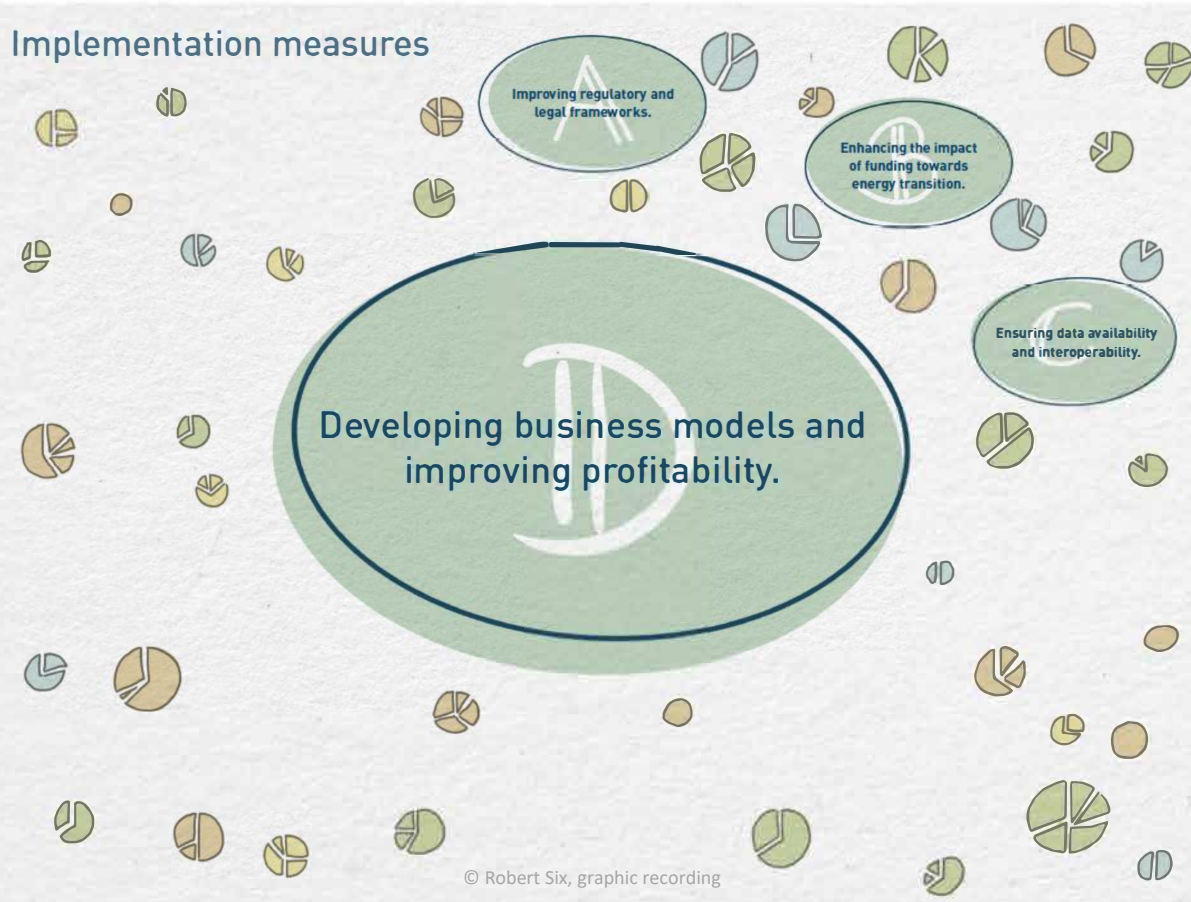 Implementation measures
A
Improving regulatory and
legal frameworks.
B
Enhancing the impact
of funding towards
energy transition.
C
Ensuring data availability
and interoperability.
D
Developing business models and
improving profitability.
© Robert Six, graphic recording